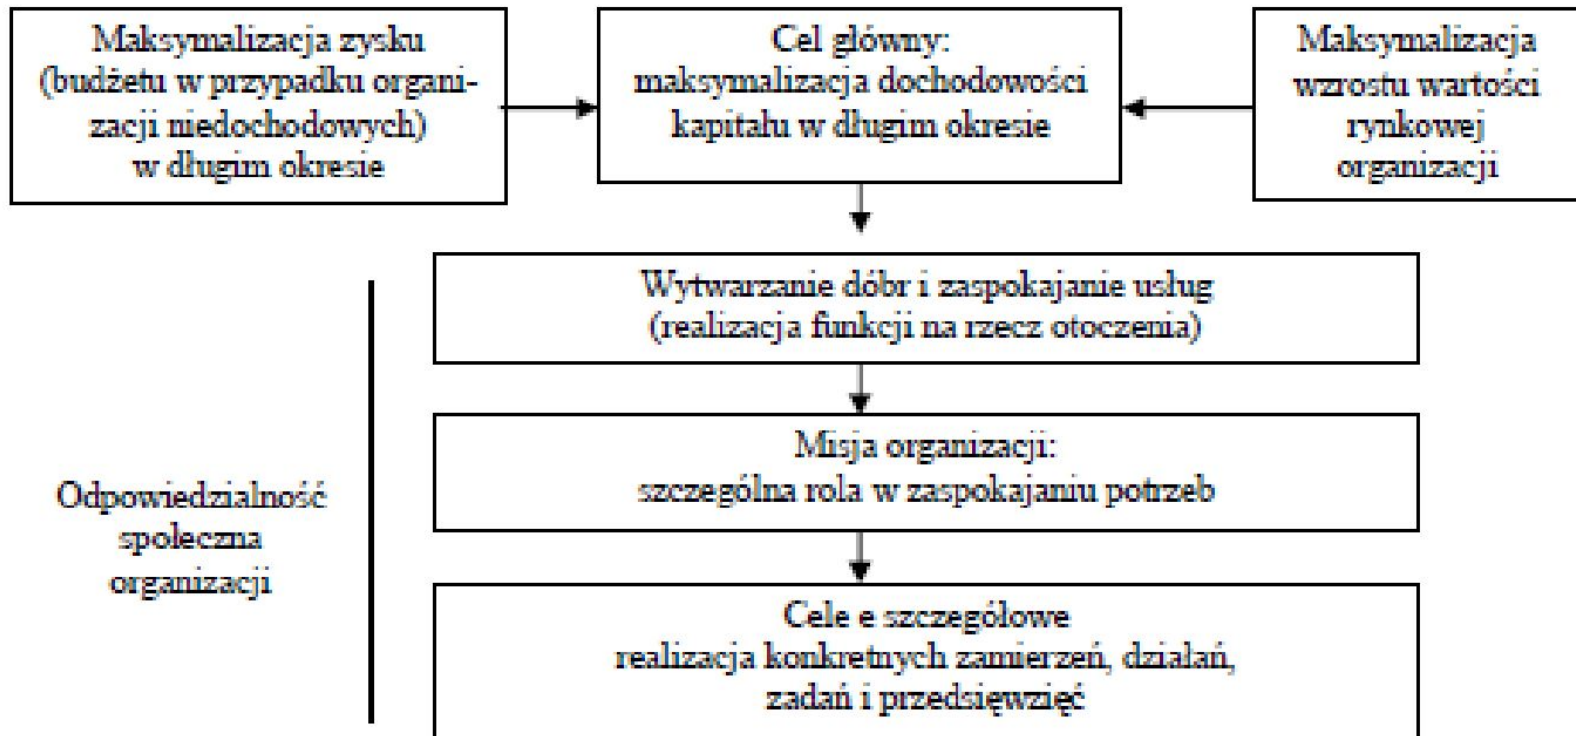 Maksymalizacja zysku
(budżetu w przypadku organi-
zacji niedochodowych)
w długim okresie
Cel główny:
maksymalizacja dochodowości
kapitału w długim okresie
Maksymalizacja
wzrostu wartości
rynkowej
organizacji
Wytwarzanie dóbr i zaspokajanie usług
(realizacja funkcji na rzecz otoczenia)
Misja organizacji:
szczególna rola w zaspokajaniu potrzeb
Odpowiedzialność
społeczna
organizacji
Cele e szczegółowe
realizacja konkretnych zamierzeń, działań,
zadań i przedsięwzięć